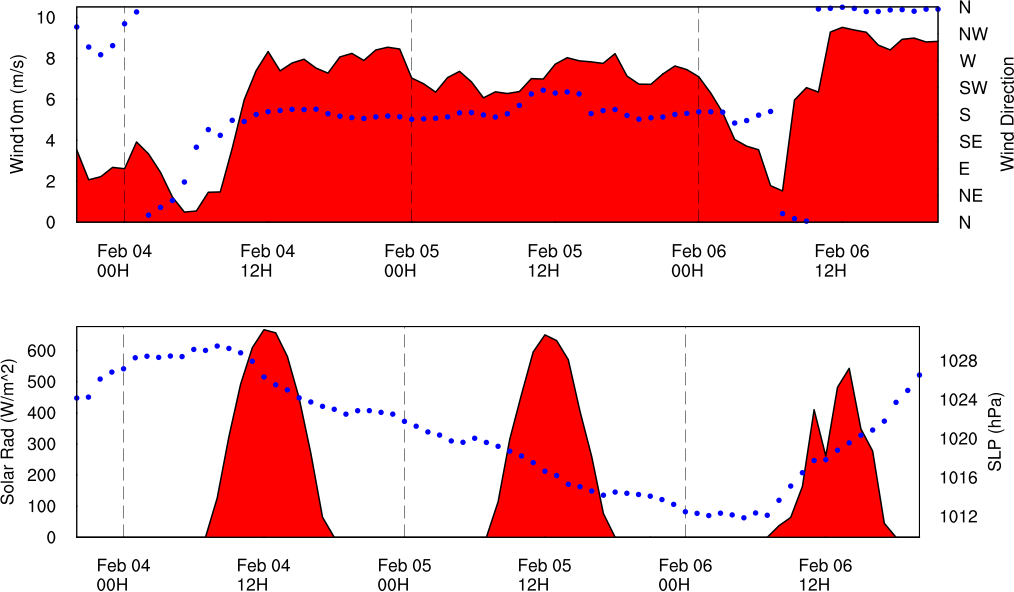 10
8
6
4
2
0
Wind10m (m/s)
N
NW
W
SW
S
SE
E
NE
N
Wind Direction
Feb 04 Feb 04 Feb 05 Feb 05 Feb 06 Feb 06
00H 12H 00H 12H 00H 12H
600
500
400
300
200
100
0
Solar Rad (W/m^2)
1028
1024
1020
1016
1012
SLP (hPa)
Feb 04 Feb 04 Feb 05 Feb 05 Feb 06 Feb 06
00H 12H 00H 12H 00H 12H